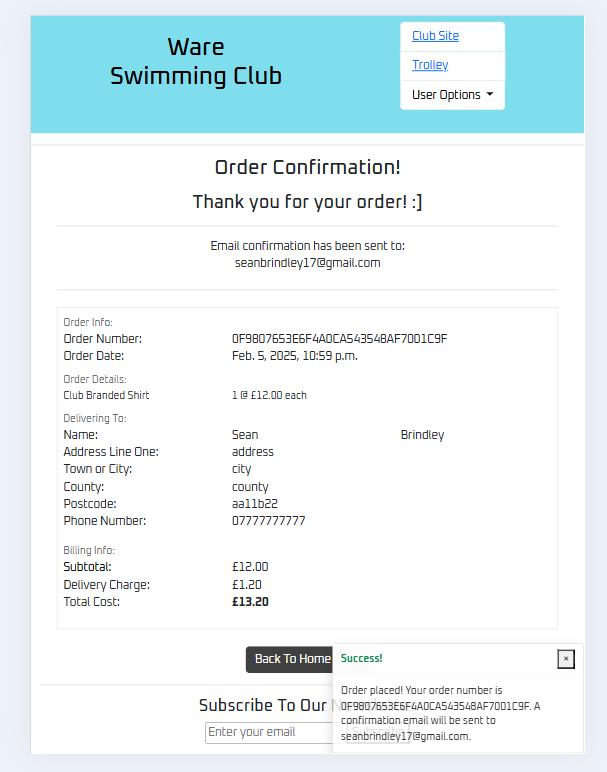 Ware
Swimming Club
Club Site
Trolley
User Options
Order Confirmation!
Thank you for your order! :]
Email confirmation has been sent to:
seanbrindley17@gmail.com
Order Info:
Order Number: 0F9807653E6F4A0CA543548AF7001C9F
Order Date: Feb. 5, 2025, 10:59 p.m.
Order Details:
Club Branded Shirt 1 @ £12.00 each
Delivering To:
Name: Sean Brindley
Address Line One: address
Town or City: city
County: county
Postcode: aa11b22
Phone Number: 07777777777
Billing Info:
Subtotal: £12.00
Delivery Charge: £1.20
Total Cost: £13.20
Back To Home
Success!
×
Order placed! Your order number is
0F9807653E6F4A0CA543548AF7001C9F. A
confirmation email will be sent to
seanbrindley17@gmail.com.
Subscribe To Our
Enter your email
Subscribe